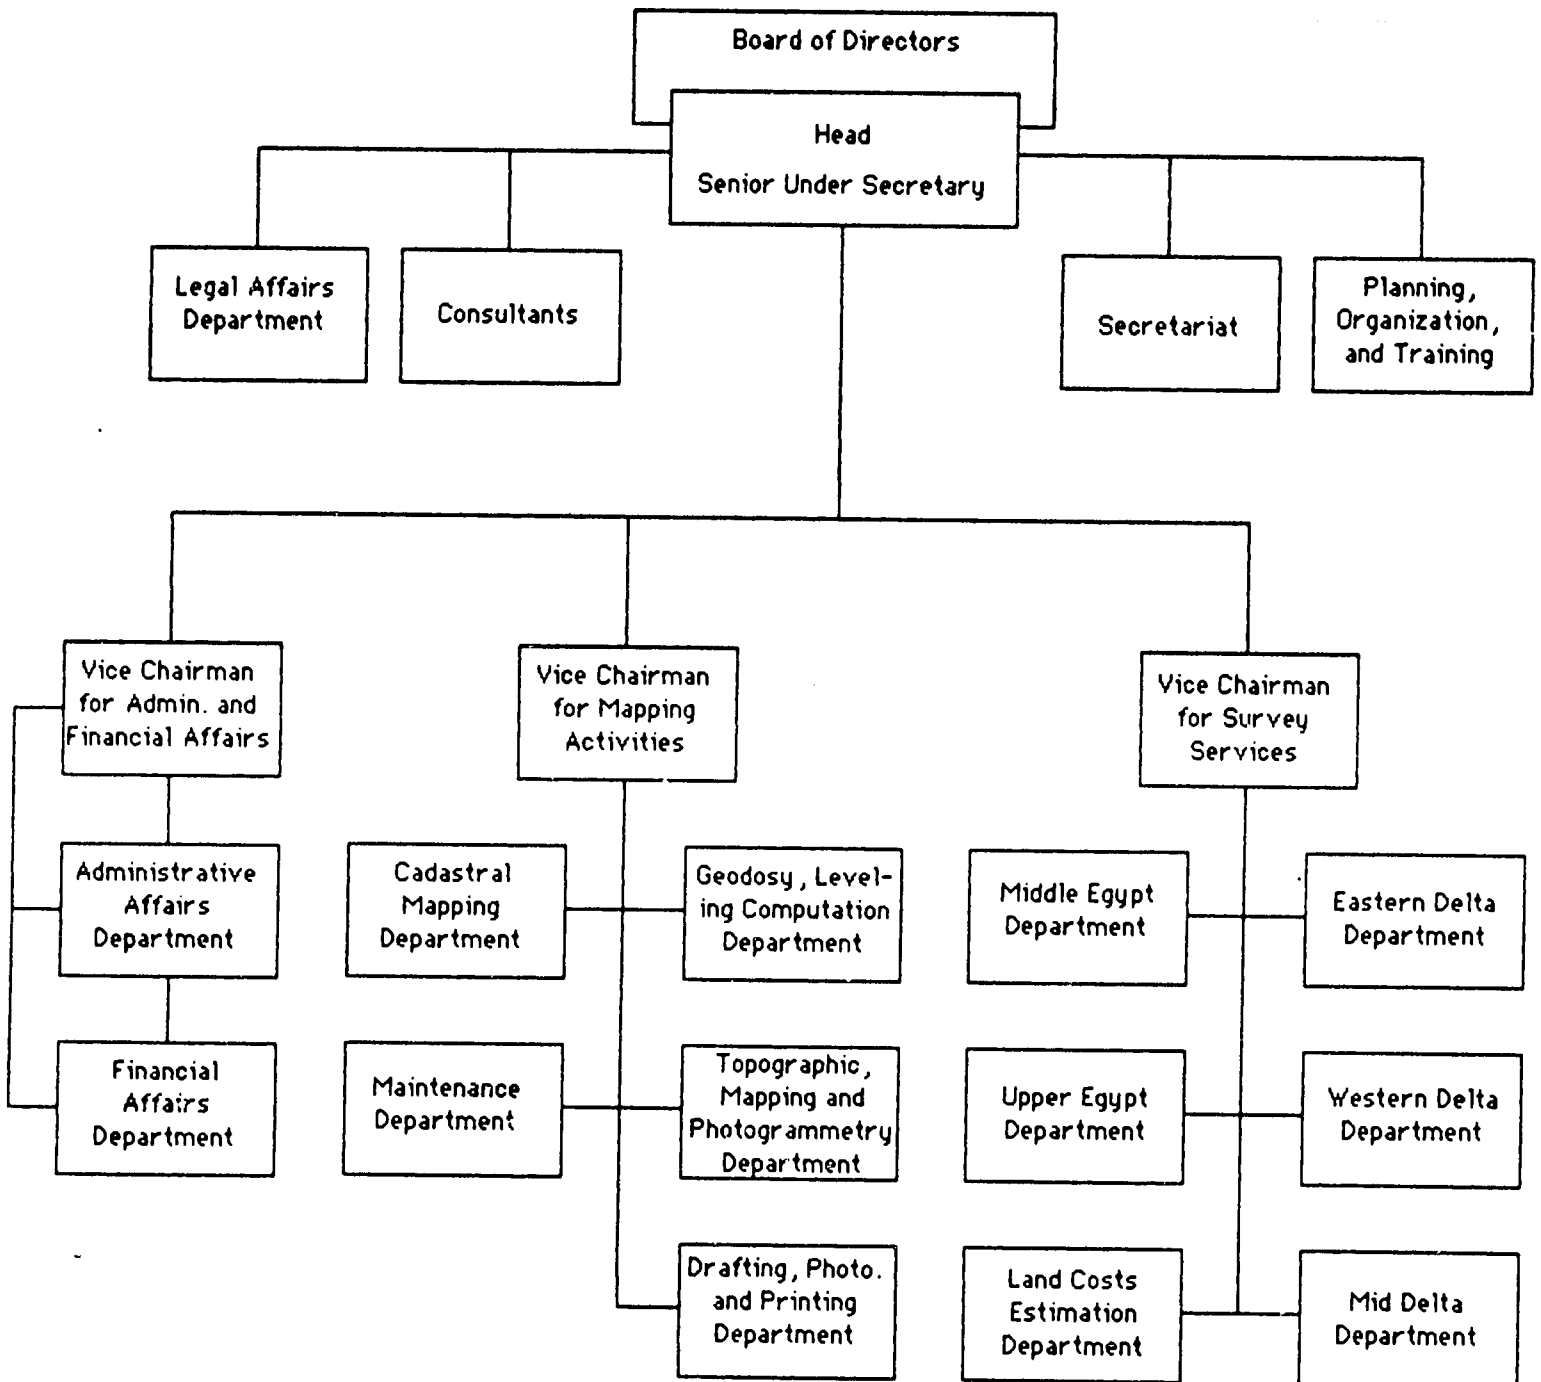 Board of Directors
Head
Senior Under Secretary
Legal Affairs
Department
Consultants
Secretariat
Planning,
Organization,
and Training
Vice Chairman
for Admin. and
Financial Affairs
Vice Chairman
for Mapping
Activities
Vice Chairman
for Survey
Services
Administrative
Affairs
Department
Cadastral
Mapping
Department
Geodosy, Level-
ing Computation
Department
Middle Egypt
Department
Eastern Delta
Department
Financial
Affairs
Department
Maintenance
Department
Topographic,
Mapping and
Photogrammetry
Department
Upper Egypt
Department
Western Delta
Department
Drafting, Photo.
and Printing
Department
Land Costs
Estimation
Department
Mid Delta
Department